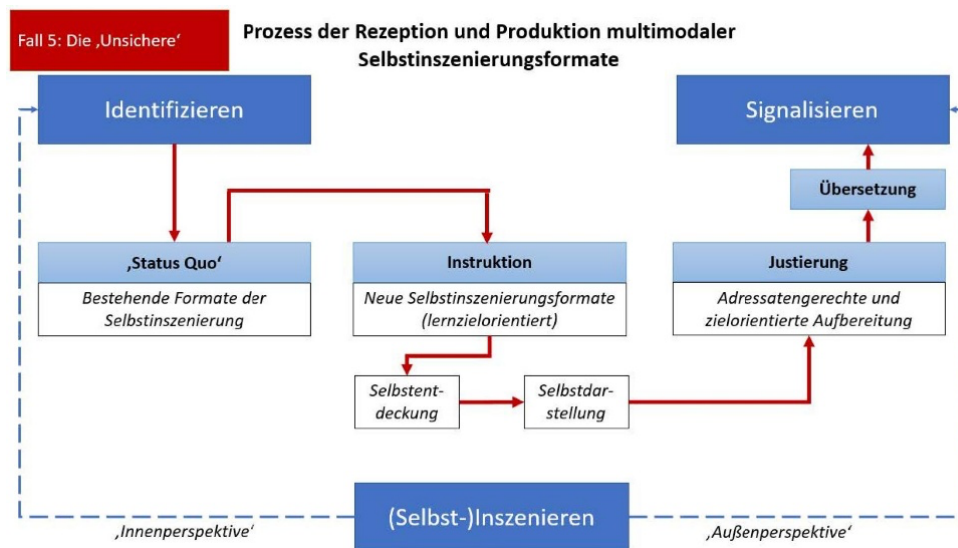 Fall 5: Die ‚Unsichere‘
Prozess der Rezeption und Produktion multimodaler
Selbstinszenierungsformate
Identifizieren
Signalisieren
Übersetzung
‚Status Quo‘
Bestehende Formate der
Selbstinszenierung
Instruktion
Neue Selbstinszenierungsformate
(lernzielorientiert)
Justierung
Adressatengerechte und
zielorientierte Aufbereitung
Selbstent-
deckung
Selbstdar-
stellung
(Selbst-)Inszenieren
‚Innenperspektive‘
‚Außenperspektive‘